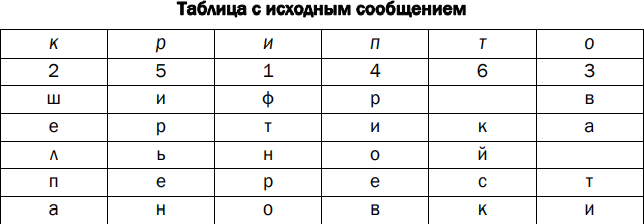 Таблица с исходным сообщением
к р и п т о
2 5 1 4 6 3
ш и ф р в
е р т и к а
л ь н о й
п е р е с т
а н о в к и